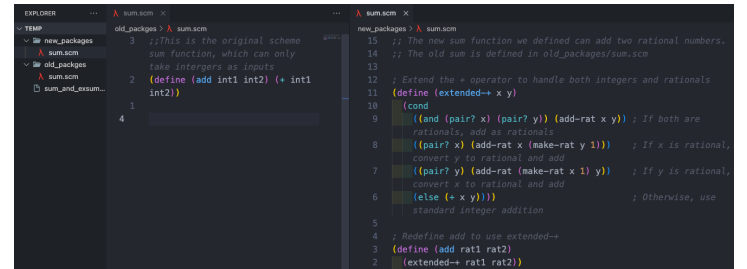 EXPLORER ...
TEMP
new_packages
λ sum.scm
old_packges
λ sum.scm
sum_and_exsum...
λ sum.scm ×
...
old_packges > λ sum.scm
3 ;;This is the original scheme
sum function, which can only
take intergers as inputs
2 (define (add int1 int2) (+ int1
int2))
1
4
λ sum.scm ×
new_packages > λ sum.scm
15 ;; The new sum function we defined can add two rational numbers.
14 ;; The old sum is defined in old_packages/sum.scm
13
12 ; Extend the + operator to handle both integers and rationals
11 (define (extended-+ x y)
10 (cond
9 ((and (pair? x) (pair? y)) (add-rat x y)) ; If both are
rationals, add as rationals
8 ((pair? x) (add-rat x (make-rat y 1))) ; If x is rational,
convert y to rational and add
7 ((pair? y) (add-rat (make-rat x 1) y)) ; If y is rational,
convert x to rational and add
6 (else (+ x y)))) ; Otherwise, use
standard integer addition
5
4 ; Redefine add to use extended-+
3 (define (add rat1 rat2)
2 (extended-+ rat1 rat2))